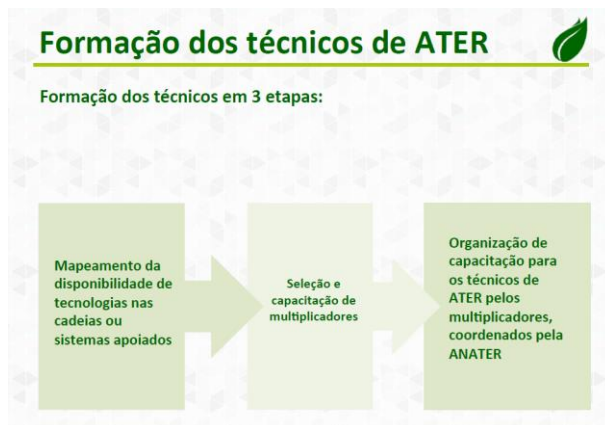 Formação dos técnicos de ATER
Formação dos técnicos em 3 etapas:
Mapeamento da
disponibilidade de
tecnologias nas
cadeias ou
sistemas apoiados
Seleção e
capacitação de
multiplicadores
Organização de
capacitação para
os técnicos de
ATER pelos
multiplicadores,
coordenados pela
ANATER